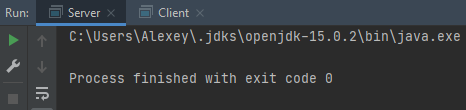 Run: Server Client
C:\Users\Alexey\.jdks\openjdk-15.0.2\bin\java.exe
Process finished with exit code 0